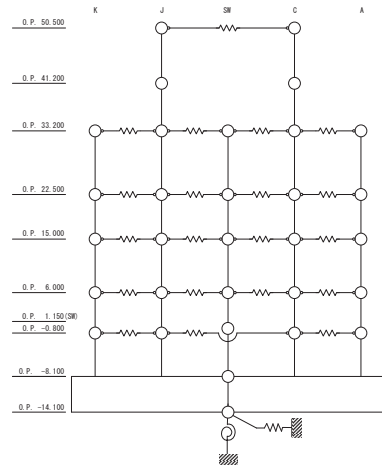 K J SW C A
O.P. 50.500
O.P. 41.200
O.P. 33.200
O.P. 22.500
O.P. 15.000
O.P. 6.000
O.P. 1.150(SW)
O.P. -0.800
O.P. -8.100
O.P. -14.100